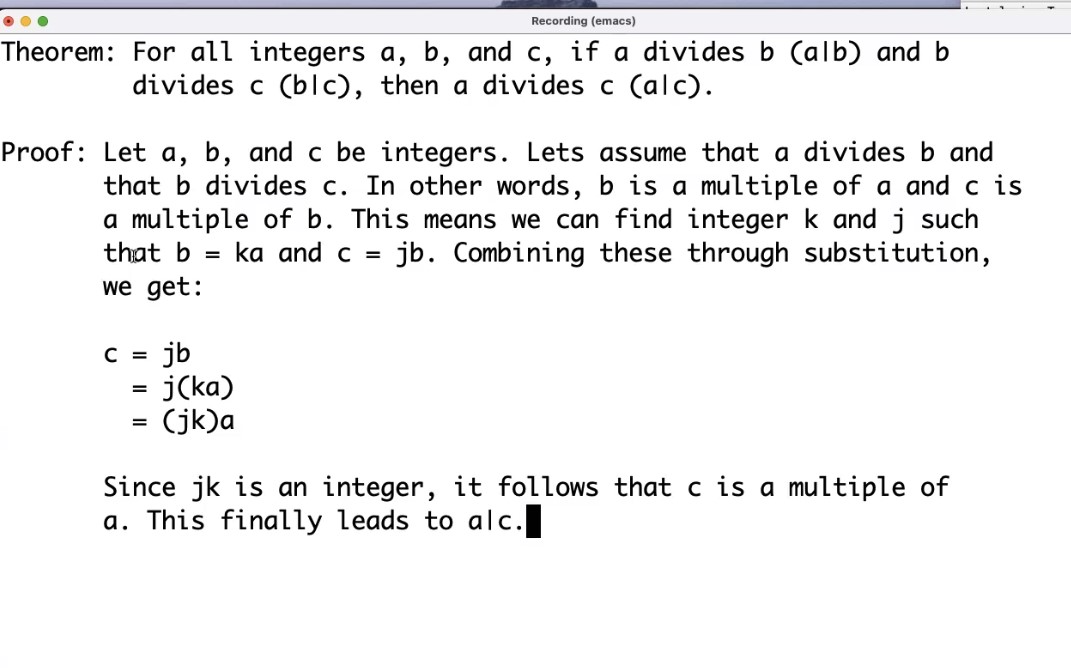 Recording (emacs)
Theorem: For all integers a, b, and c, if a divides b (a|b) and b
divides c (b|c), then a divides c (a|c).
Proof: Let a, b, and c be integers. Lets assume that a divides b and
that b divides c. In other words, b is a multiple of a and c is
a multiple of b. This means we can find integer k and j such
that b = ka and c = jb. Combining these through substitution,
we get:
c = jb
= j(ka)
= (jk)a
Since jk is an integer, it follows that c is a multiple of
a. This finally leads to a|c.